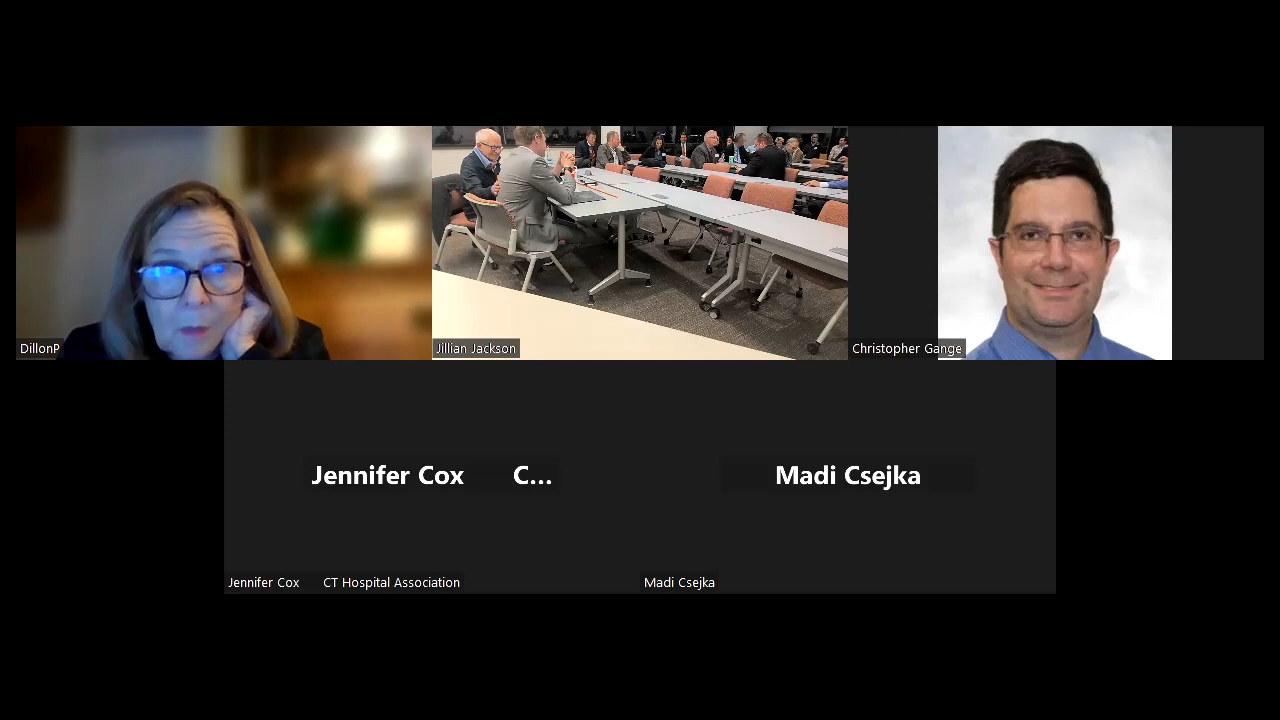 DillonP
Jillian Jackson
Christopher Gange
Jennifer Cox C...
Madi Csejka
Jennifer Cox CT Hospital Association
Madi Csejka